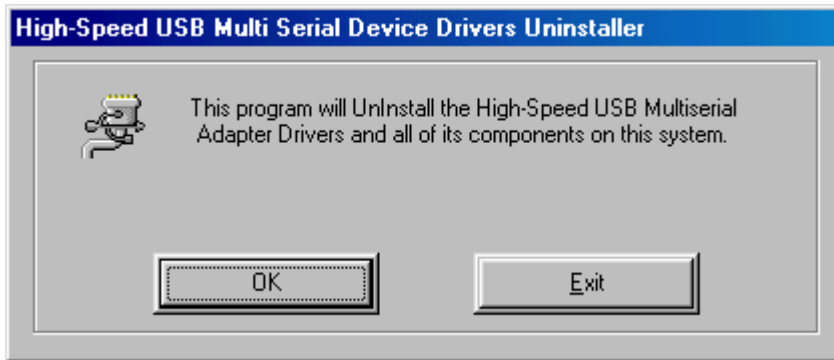 High-Speed USB Multi Serial Device Drivers Uninstaller
This program will UnInstall the High-Speed USB Multiserial
Adapter Drivers and all of its components on this system.
OK
Exit